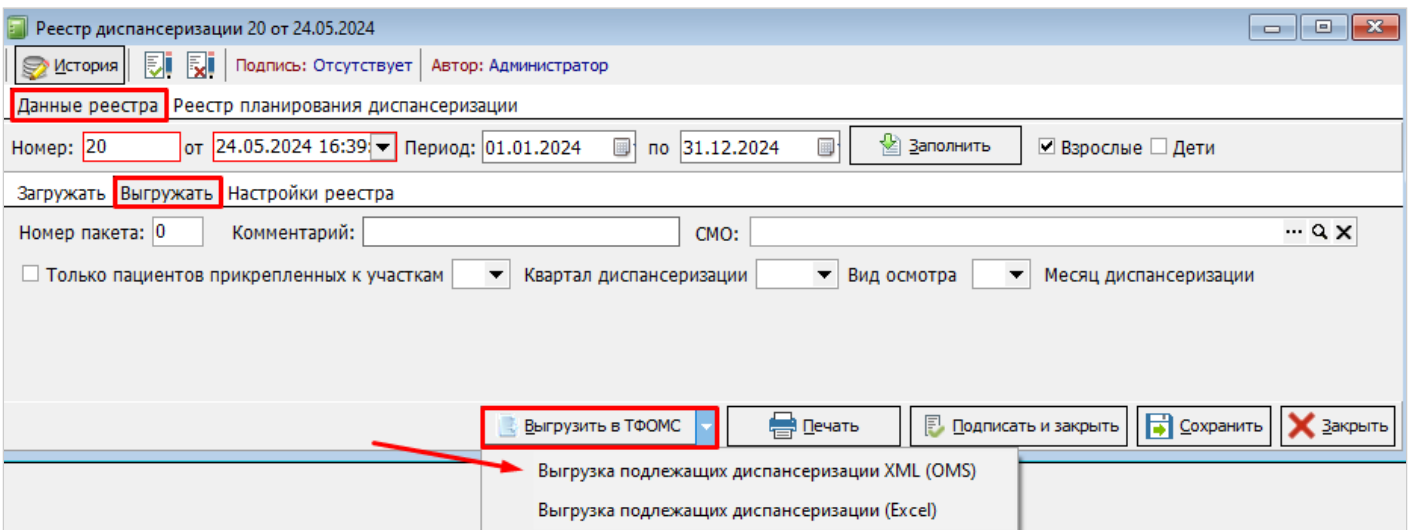 Реестр диспансеризации 20 от 24.05.2024
История Подпись: Отсутствует Автор: Администратор
Данные реестра Реестр планирования диспансеризации
Номер: 20 от 24.05.2024 16:39: Период: 01.01.2024 по 31.12.2024 Заполнить Взрослые Дети
Загружать Выгружать Настройки реестра
Номер пакета: 0 Комментарий: СМО:
Только пациентов прикрепленных к участкам Квартал диспансеризации Вид осмотра Месяц диспансеризации
Выгрузить в ТФОМС Печать Подписать и закрыть Сохранить Закрыть
Выгрузка подлежащих диспансеризации XML (OMS)
Выгрузка подлежащих диспансеризации (Excel)